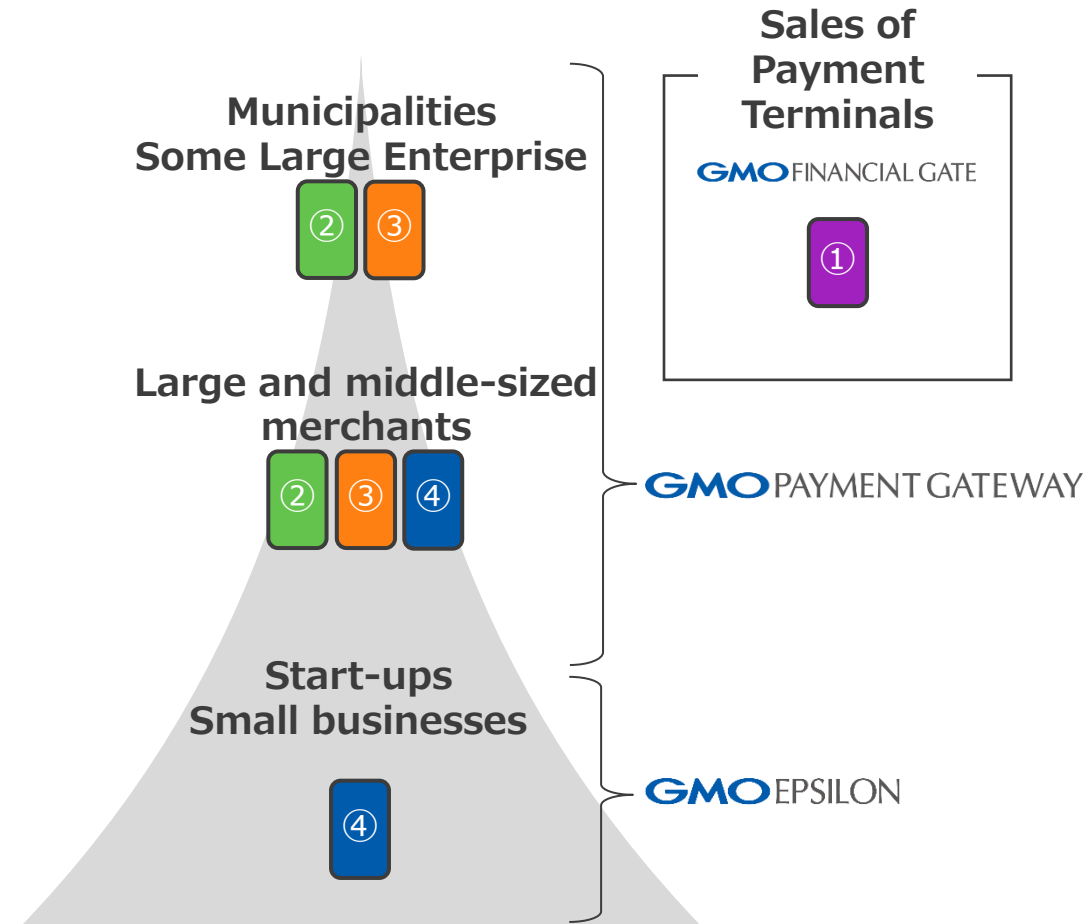 Municipalities
Some Large Enterprise
② ③
Large and middle-sized
merchants
② ③ ④
Start-ups
Small businesses
④
Sales of
Payment
Terminals
GMO FINANCIAL GATE
①
GMO PAYMENT GATEWAY
GMO EPSILON